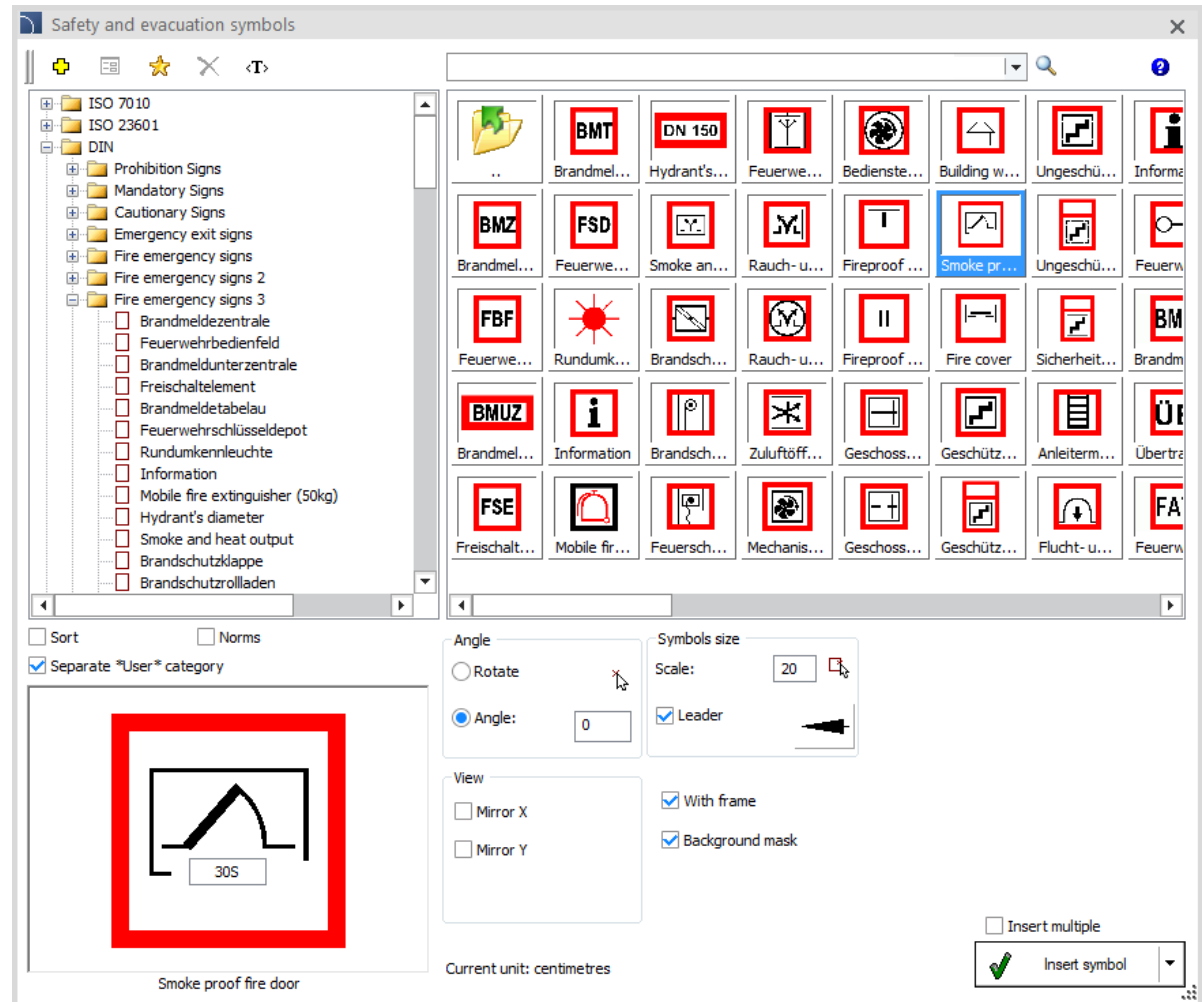 Safety and evacuation symbols
<T>
ISO 7010
ISO 23601
DIN
Prohibition Signs
Mandatory Signs
Cautionary Signs
Emergency exit signs
Fire emergency signs
Fire emergency signs 2
Fire emergency signs 3
Brandmeldezentrale
Feuerwehrbedienfeld
Brandmeldunterzentrale
Freischaltelement
Brandmeldetabelau
Feuerwehrschlüsseldepot
Rundumkennleuchte
Information
Mobile fire extinguisher (50kg)
Hydrant's diameter
Smoke and heat output
Brandschutzklappe
Brandschutzrollladen
BMT DN 150
.. Brandmel... Hydrant's... Feuerwe... Bedienste... Building w... Ungeschü... Informa
BMZ FSD
Brandmel... Feuerwe... Smoke an... Rauch- u... Fireproof ... Smoke pr... Ungeschü... Feuerw
FBF BM
Feuerwe... Rundumk... Brandsch... Rauch- u... Fireproof ... Fire cover Sicherheit... Brandm
BMUZ i ÜE
Brandmel... Information Brandsch... Zuluftöff... Geschoss... Geschütz... Anleiterm... Übertra
FSE FAT
Freischalt... Mobile fir... Feuersch... Mechanis... Geschoss... Geschütz... Flucht- u... Feuerw
Sort Norms
Separate *User* category
30S
Smoke proof fire door
Angle
Rotate
Angle: 0
Symbols size
Scale: 20
Leader
View
Mirror X
Mirror Y
With frame
Background mask
Current unit: centimetres
Insert multiple
Insert symbol